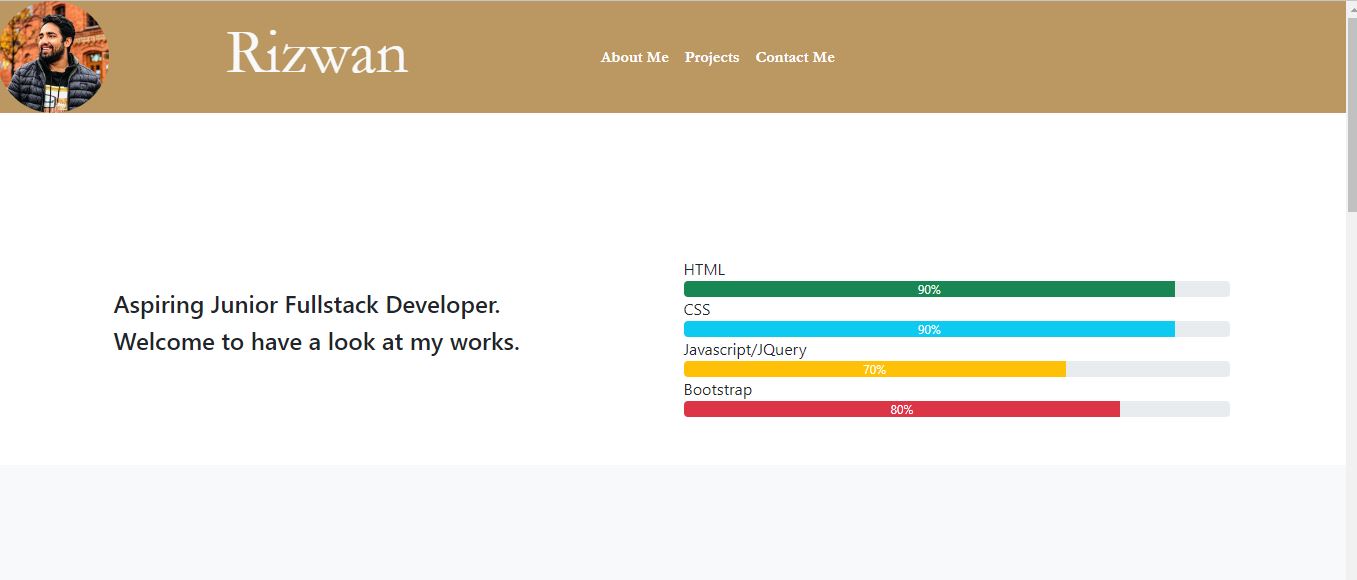 Rizwan
About Me Projects Contact Me
Aspiring Junior Fullstack Developer.
Welcome to have a look at my works.
HTML
90%
CSS
90%
Javascript/JQuery
70%
Bootstrap
80%